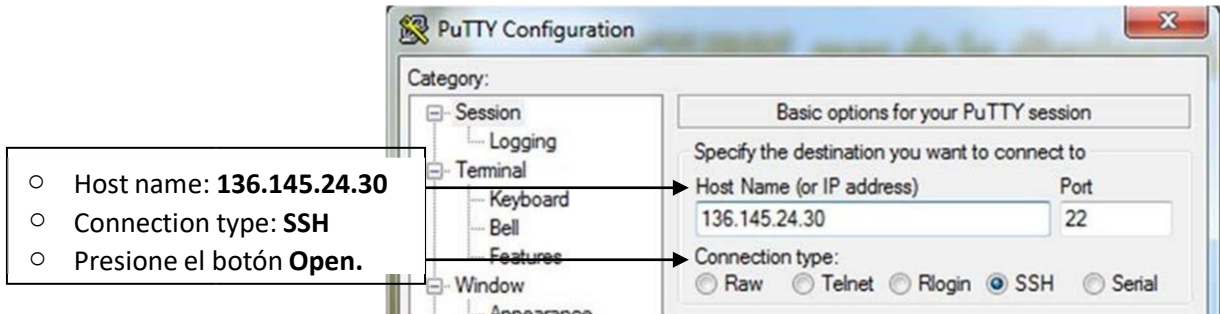 PuTTY Configuration
Category:
Session
Logging
Terminal
Keyboard
Bell
Features
Window
Appearance
Basic options for your PuTTY session
Specify the destination you want to connect to
Host Name (or IP address) Port
136.145.24.30 22
Connection type:
Raw Telnet Rlogin SSH Serial
○ Host name: 136.145.24.30
○ Connection type: SSH
○ Presione el botón Open.